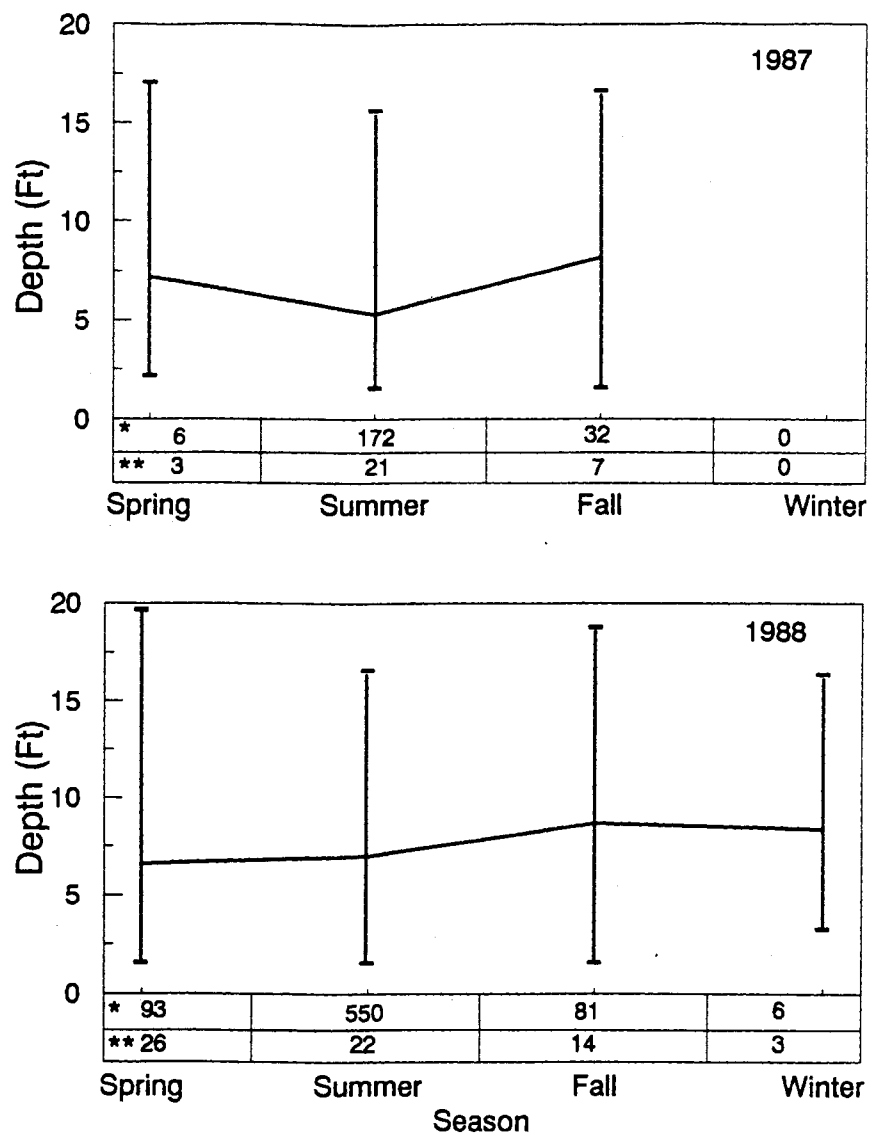 20
1987
15
10
5
0
Depth (Ft)
* 6 172 32 0
** 3 21 7 0
Spring Summer Fall Winter
20
1988
15
10
5
0
Depth (Ft)
* 93 550 81 6
** 26 22 14 3
Spring Summer Fall Winter
Season